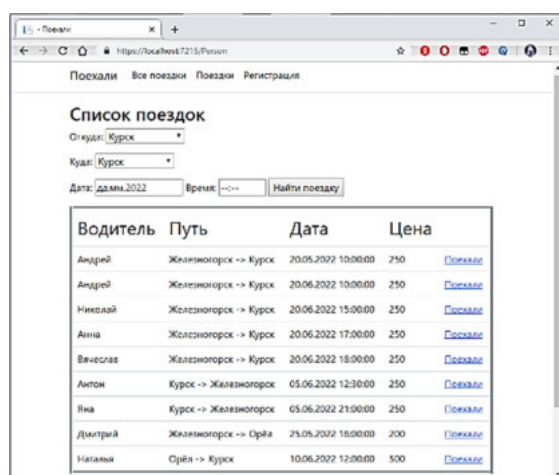 - Поехали
https://localhost:7215/Person
Поехали Все поездки Поездки Регистрация
Список поездок
Откуда: Курск
Куда: Курск
Дата: дд.мм.2022 Время: --:-- Найти поездку
Водитель Путь Дата Цена
Андрей Железногорск -> Курск 20.05.2022 10:00:00 250 Поехали
Андрей Железногорск -> Курск 20.06.2022 10:00:00 250 Поехали
Николай Железногорск -> Курск 20.06.2022 15:00:00 250 Поехали
Анна Железногорск -> Курск 20.06.2022 17:00:00 250 Поехали
Вячеслав Железногорск -> Курск 20.06.2022 18:00:00 250 Поехали
Антон Курск -> Железногорск 05.06.2022 12:30:00 250 Поехали
Яна Курск -> Железногорск 05.06.2022 21:00:00 250 Поехали
Дмитрий Железногорск -> Орёл 25.05.2022 18:00:00 200 Поехали
Наталья Орёл -> Курск 10.06.2022 12:00:00 500 Поехали